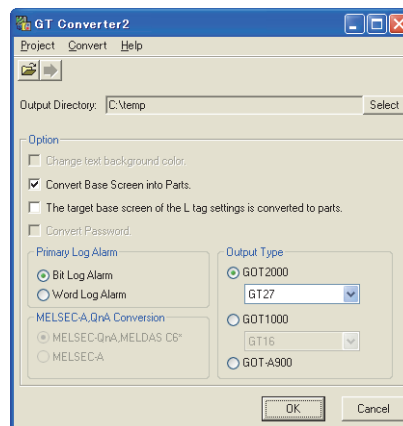 GT Converter2
Project Convert Help
Output Directory: C:\temp Select
Option
Change text background color.
Convert Base Screen into Parts.
The target base screen of the L tag settings is converted to parts.
Convert Password.
Primary Log Alarm
Bit Log Alarm
Word Log Alarm
MELSEC-A,QnA Conversion
MELSEC-QnA,MELDAS C6*
MELSEC-A
Output Type
GOT2000
GT27
GOT1000
GT16
GOT-A900
OK Cancel